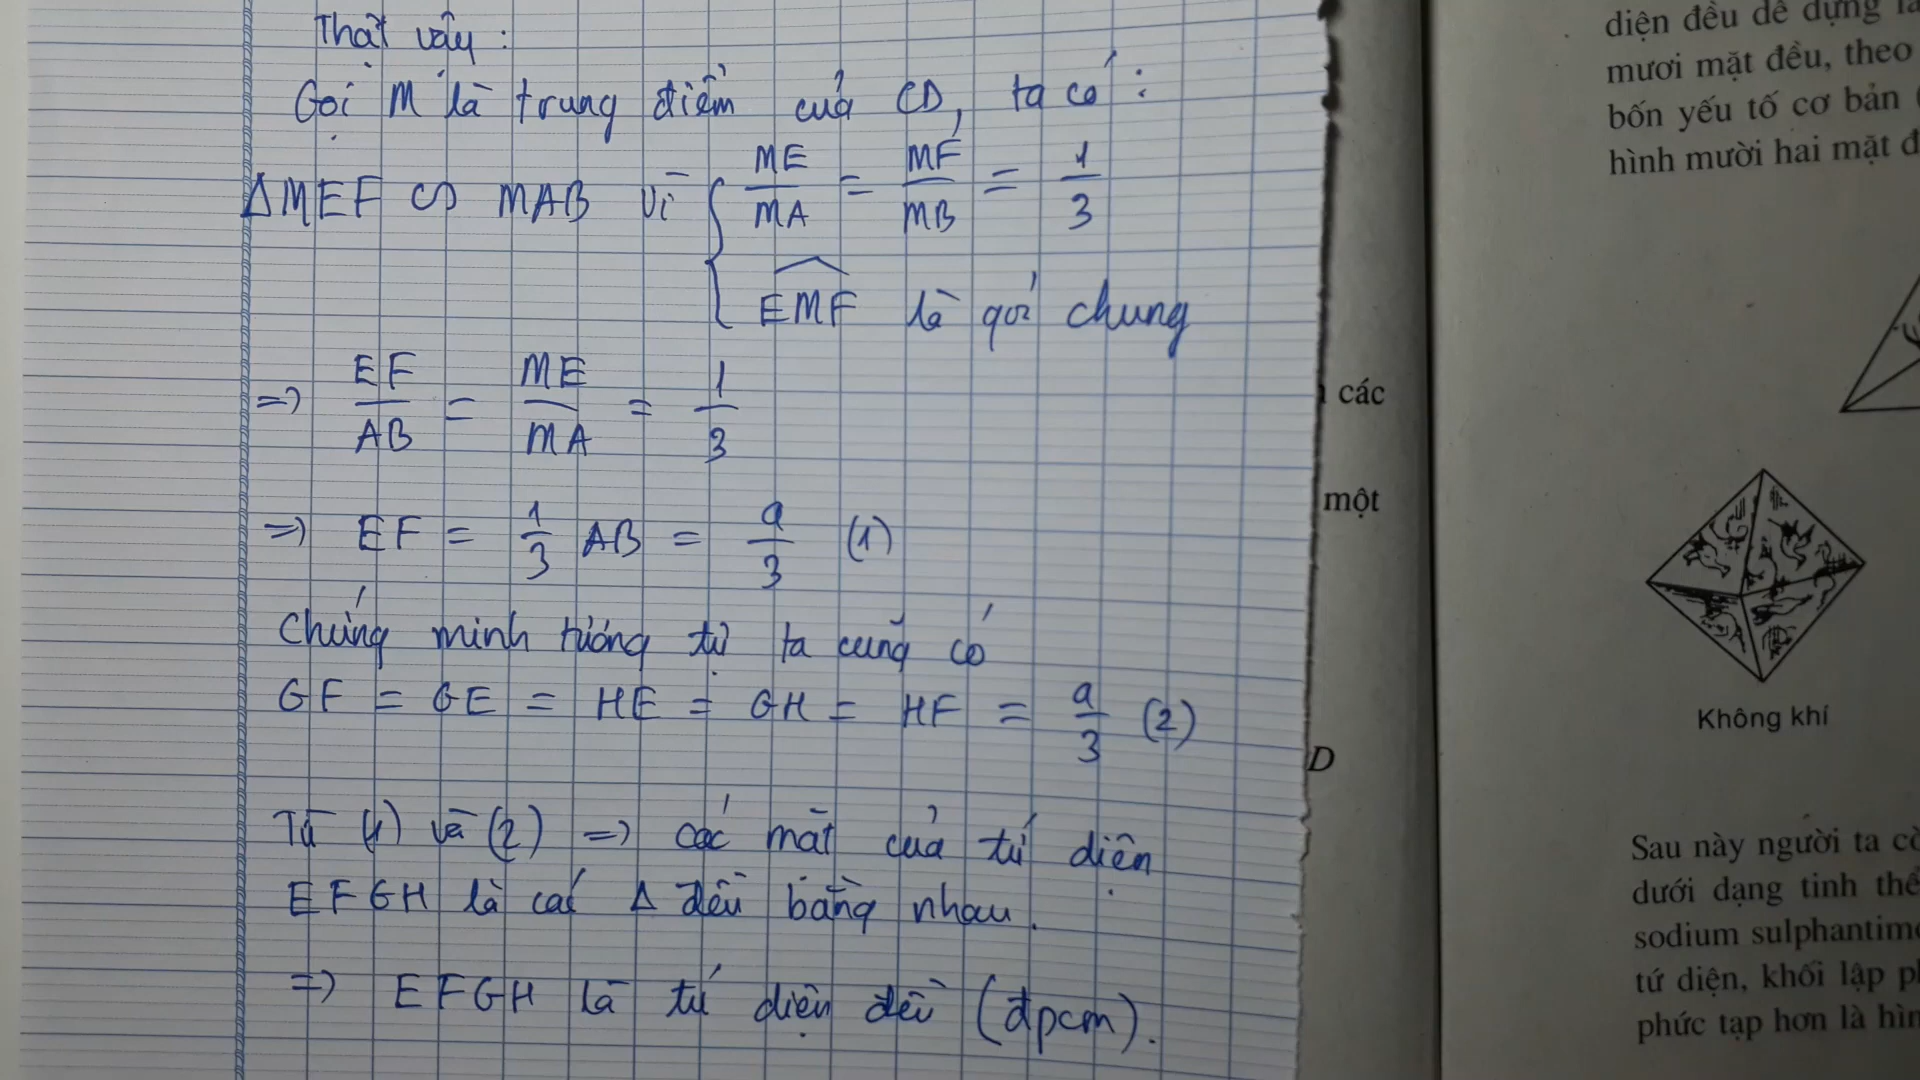 Thật vậy :
Gọi M là trung điểm của CD, ta có :
ΔMEF ∽ MAB vì { ME/MA = MF/MB = 1/3
EMF là góc chung
=> EF/AB = ME/MA = 1/3
=> EF = 1/3 AB = a/3 (1)
Chứng minh tương tự ta cũng có
GF = GE = HE = GH = HF = a/3 (2)
Từ (1) và (2) => các mặt của tứ diện
EFGH là các Δ đều bằng nhau.
=> EFGH là tứ diện đều (đpcm).
các
một
D
diện đều dễ dựng
mươi mặt đều, theo
bốn yếu tố cơ bản (
hình mười hai mặt đ
Không khí
Sau này người ta cò
dưới dạng tinh thể
sodium sulphantimo
tứ diện, khối lập p
phức tạp hơn là hìn